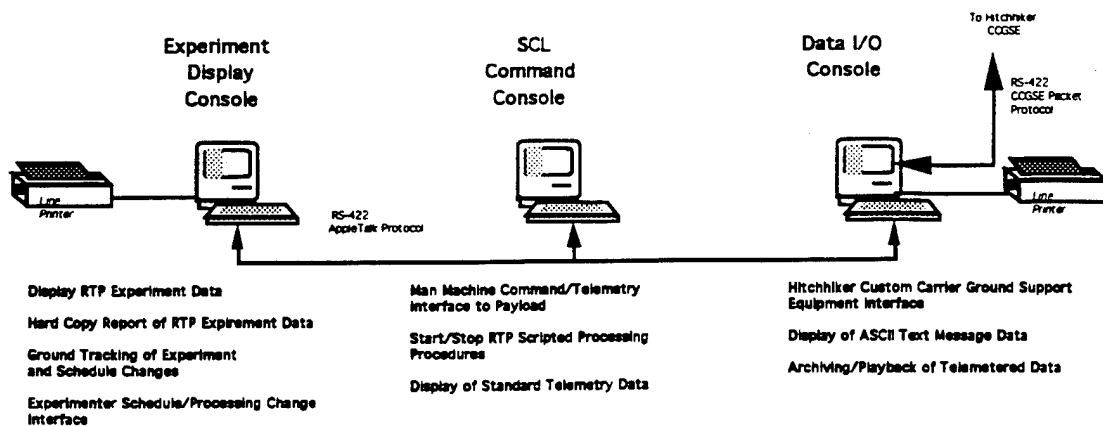 To Hitchhiker
CCGSE
Experiment
Display
Console
SCL
Command
Console
Data I/O
Console
RS-422
CCGSE Packet
Protocol
Line
Printer
RS-422
AppleTalk Protocol
Line
Printer
Display RTP Experiment Data
Hard Copy Report of RTP Expirement Data
Ground Tracking of Experiment
and Schedule Changes
Experimenter Schedule/Processing Change
Interface
Man Machine Command/Telemetry
Interface to Payload
Start/Stop RTP Scripted Processing
Procedures
Display of Standard Telemetry Data
Hitchhiker Custom Carrier Ground Support
Equipment Interface
Display of ASCII Text Message Data
Archiving/Playback of Telemetered Data